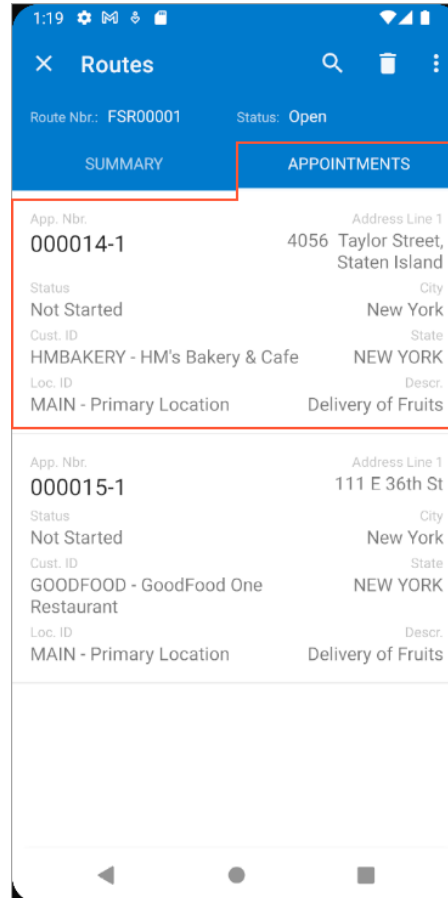 1:19
Routes
Route Nbr.: FSR00001 Status: Open
SUMMARY APPOINTMENTS
App. Nbr. Address Line 1
000014-1 4056 Taylor Street,
Staten Island
Status City
Not Started New York
Cust. ID State
HMBAKERY - HM's Bakery & Cafe NEW YORK
Loc. ID Descr.
MAIN - Primary Location Delivery of Fruits
App. Nbr. Address Line 1
000015-1 111 E 36th St
Status City
Not Started New York
Cust. ID State
GOODFOOD - GoodFood One NEW YORK
Restaurant
Loc. ID Descr.
MAIN - Primary Location Delivery of Fruits